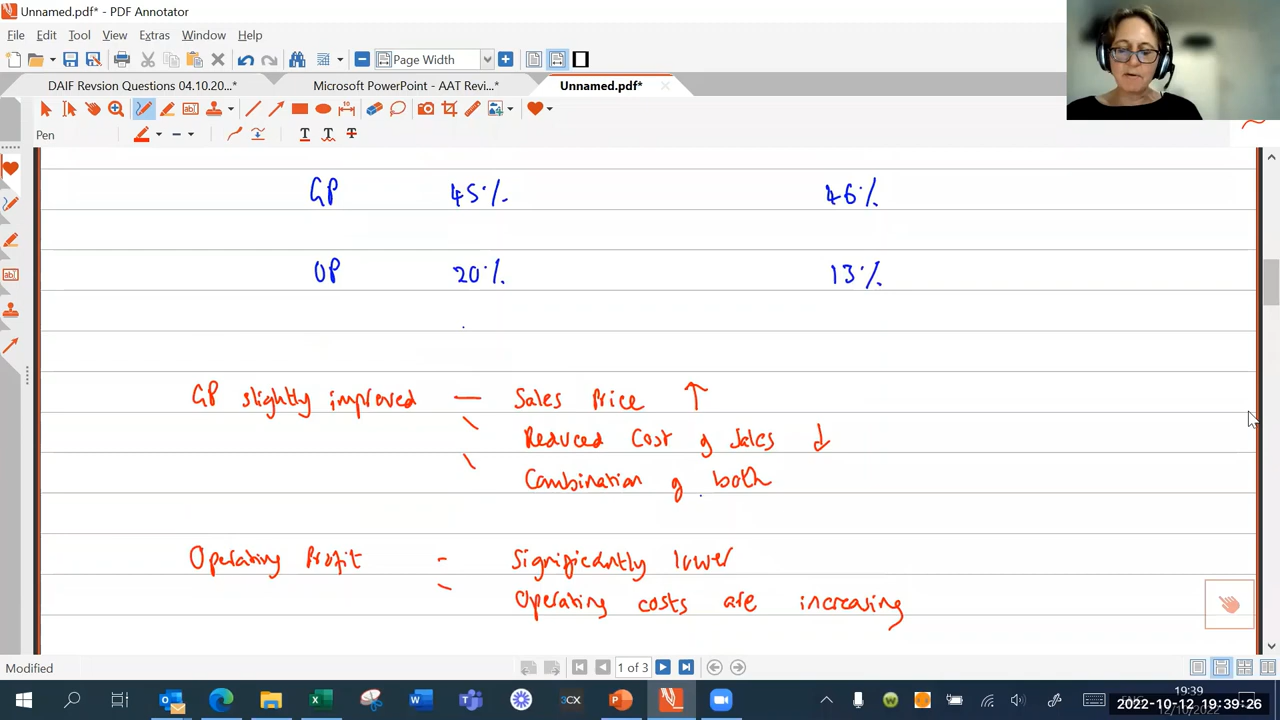 Unnamed.pdf* - PDF Annotator
File Edit Tool View Extras Window Help
Page Width
DAIF Revsion Questions 04.10.20...* Microsoft PowerPoint - AAT Revi...* Unnamed.pdf*
Pen
GP 45% 46%
OP 20% 13%
GP slightly improved — Sales Price ↑
Reduced Cost of Sales ↓
Combination of both
Operating Profit - Significantly lower
Operating costs are increasing
Modified 1 of 3
19:39
2022-10-12 19:39:26